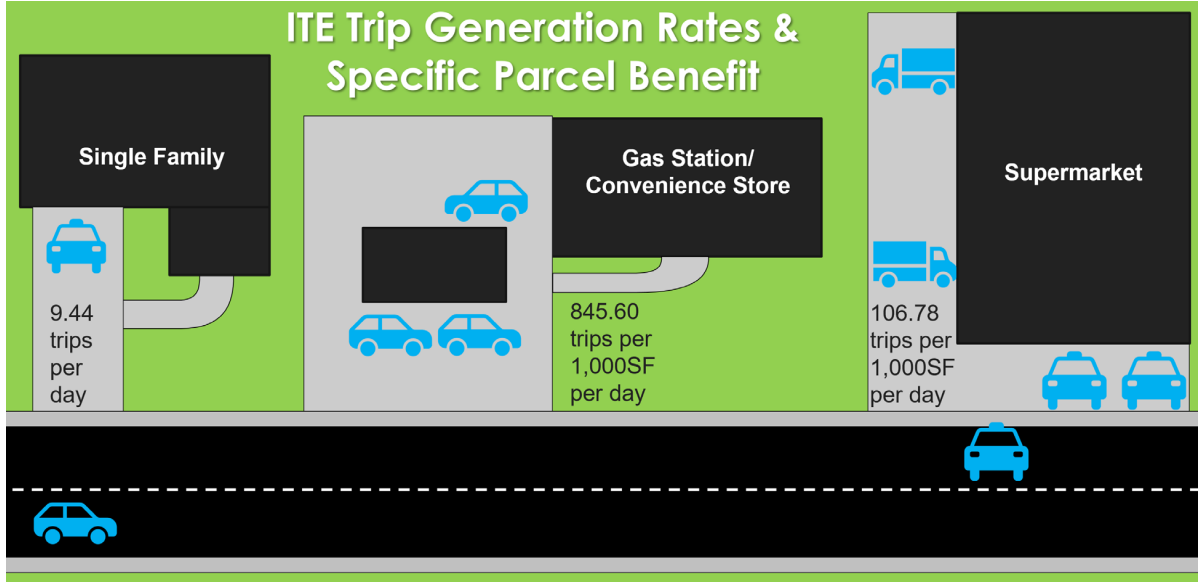 ITE Trip Generation Rates &
Specific Parcel Benefit
Single Family
9.44
trips
per
day
Gas Station/
Convenience Store
845.60
trips per
1,000SF
per day
Supermarket
106.78
trips per
1,000SF
per day